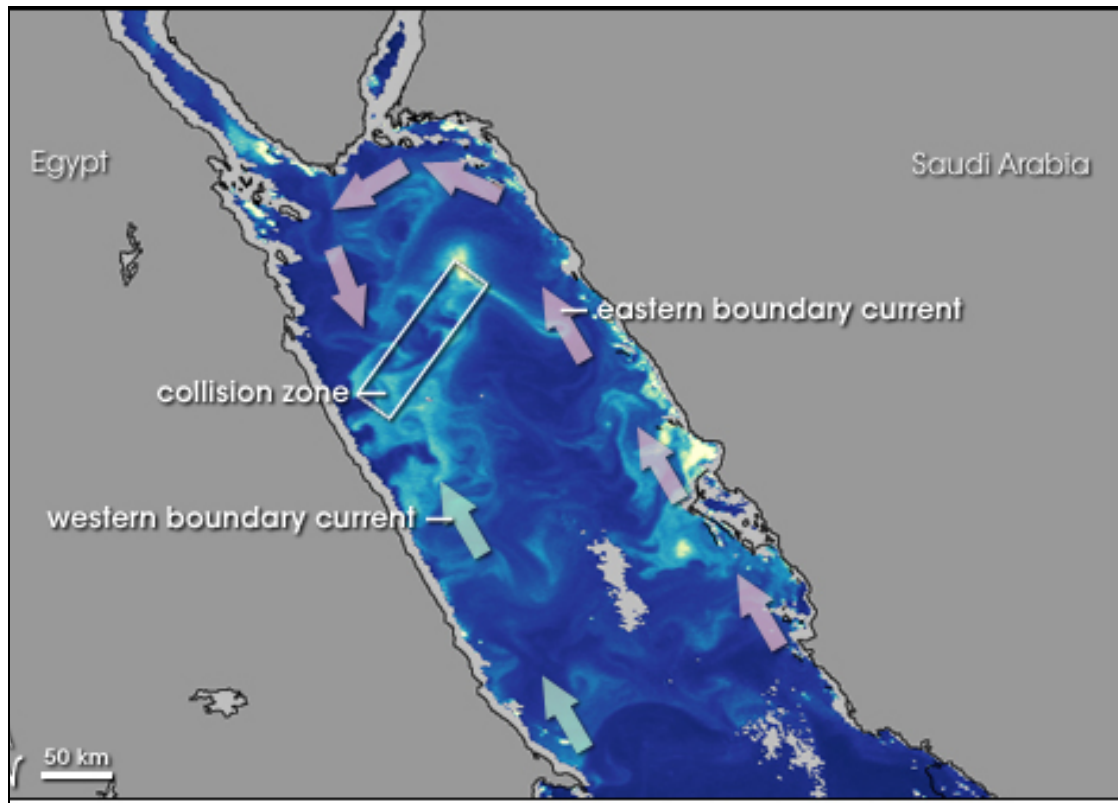 Egypt
Saudi Arabia
eastern boundary current
collision zone
western boundary current
50 km